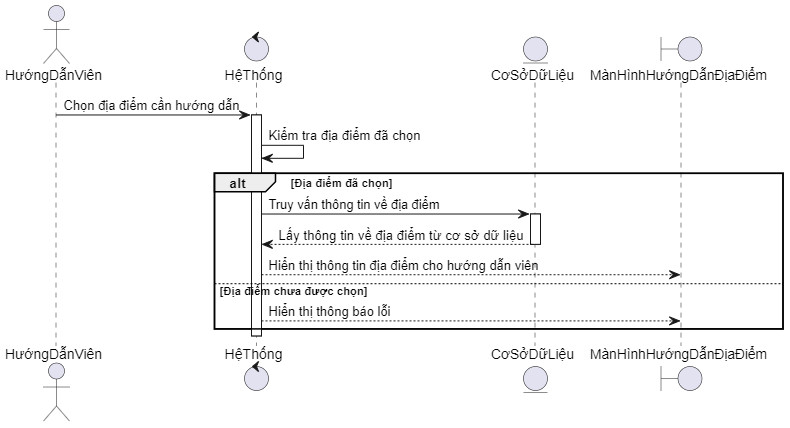 HướngDẫnViên
HệThống
CơSởDữLiệu
MànHìnhHướngDẫnĐịaĐiểm
Chọn địa điểm cần hướng dẫn
Kiểm tra địa điểm đã chọn
alt
[Địa điểm đã chọn]
Truy vấn thông tin về địa điểm
Lấy thông tin về địa điểm từ cơ sở dữ liệu
Hiển thị thông tin địa điểm cho hướng dẫn viên
[Địa điểm chưa được chọn]
Hiển thị thông báo lỗi
HướngDẫnViên
HệThống
CơSởDữLiệu
MànHìnhHướngDẫnĐịaĐiểm